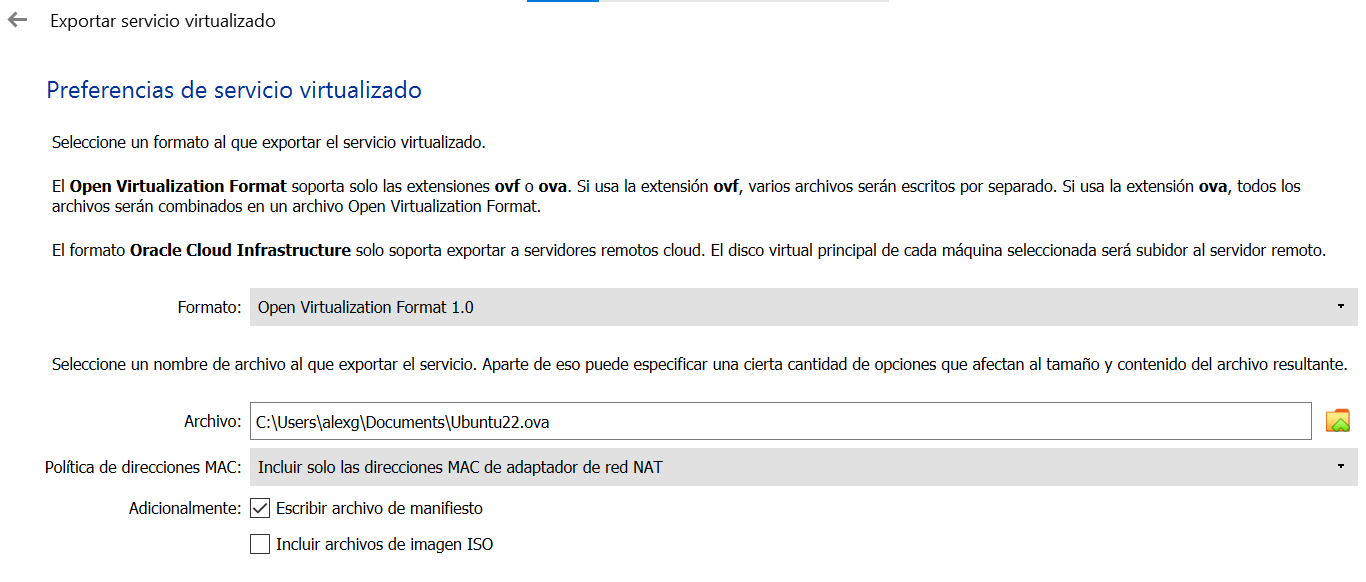 Exportar servicio virtualizado
Preferencias de servicio virtualizado
Seleccione un formato al que exportar el servicio virtualizado.
El Open Virtualization Format soporta solo las extensiones ovf o ova. Si usa la extensión ovf, varios archivos serán escritos por separado. Si usa la extensión ova, todos los
archivos serán combinados en un archivo Open Virtualization Format.
El formato Oracle Cloud Infrastructure solo soporta exportar a servidores remotos cloud. El disco virtual principal de cada máquina seleccionada será subidor al servidor remoto.
Formato: Open Virtualization Format 1.0
Seleccione un nombre de archivo al que exportar el servicio. Aparte de eso puede especificar una cierta cantidad de opciones que afectan al tamaño y contenido del archivo resultante.
Archivo: C:\Users\alexg\Documents\Ubuntu22.ova
Política de direcciones MAC: Incluir solo las direcciones MAC de adaptador de red NAT
Adicionalmente: Escribir archivo de manifiesto
Incluir archivos de imagen ISO